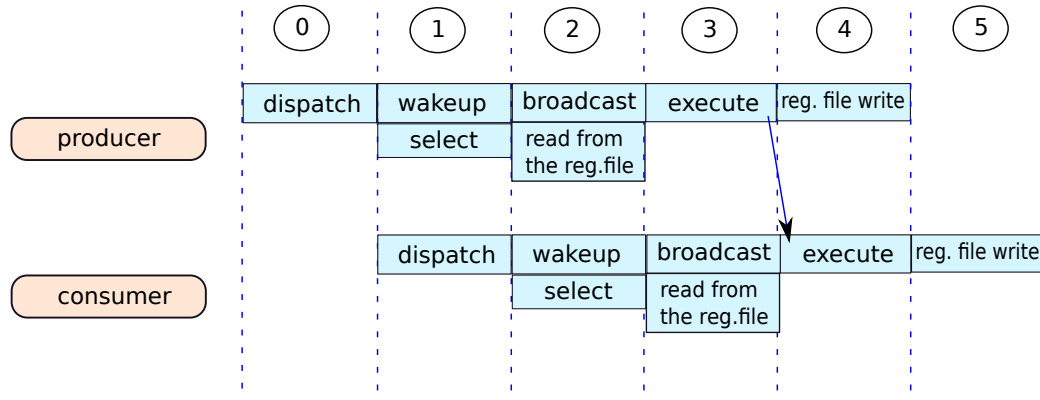 0 1 2 3 4 5
dispatch wakeup broadcast execute reg. file write
producer
select read from
the reg.file
dispatch wakeup broadcast execute reg. file write
consumer
select read from
the reg.file